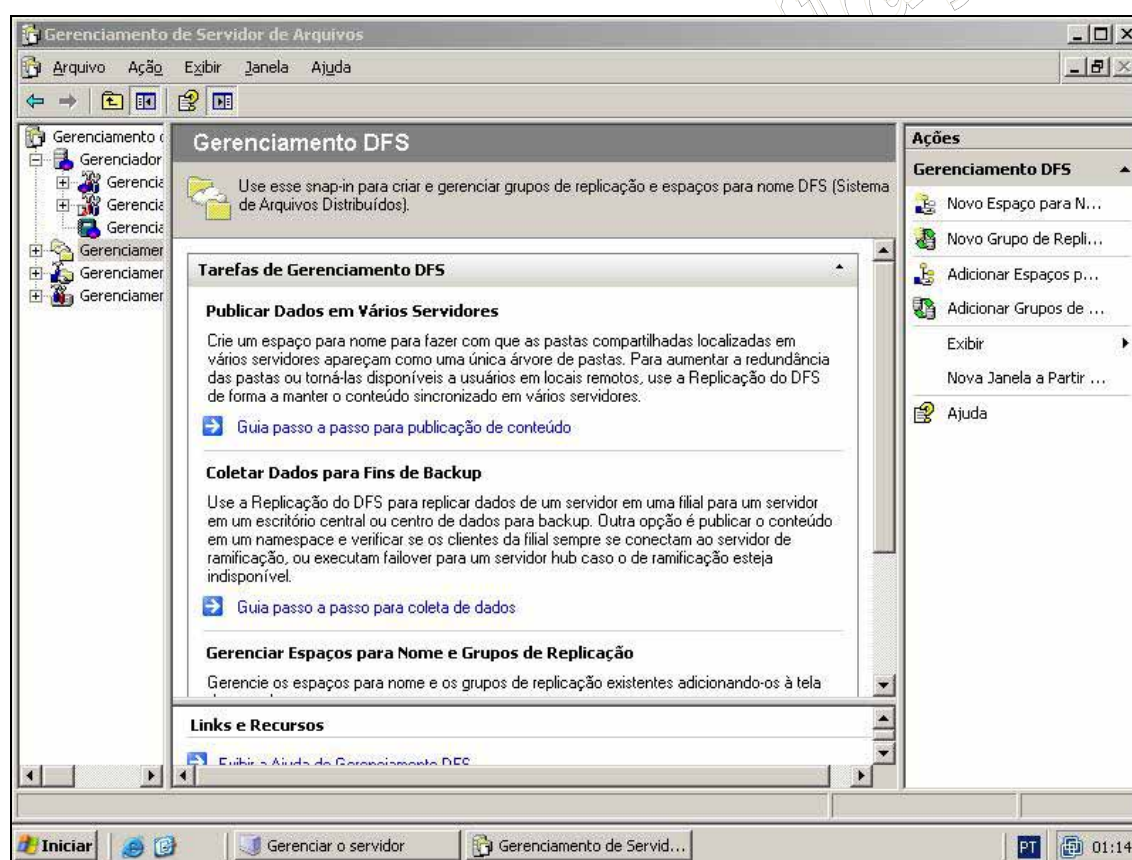 Gerenciamento de Servidor de Arquivos
Arquivo Ação Exibir Janela Ajuda
Gerenciamento
Gerenciador
Gerencia
Gerencia
Gerencia
Gerenciamer
Gerenciamer
Gerenciamer
Gerenciamento DFS
Use esse snap-in para criar e gerenciar grupos de replicação e espaços para nome DFS (Sistema
de Arquivos Distribuídos).
Tarefas de Gerenciamento DFS
Publicar Dados em Vários Servidores
Crie um espaço para nome para fazer com que as pastas compartilhadas localizadas em
vários servidores apareçam como uma única árvore de pastas. Para aumentar a redundância
das pastas ou torná-las disponíveis a usuários em locais remotos, use a Replicação do DFS
de forma a manter o conteúdo sincronizado em vários servidores.
Guia passo a passo para publicação de conteúdo
Coletar Dados para Fins de Backup
Use a Replicação do DFS para replicar dados de um servidor em uma filial para um servidor
em um escritório central ou centro de dados para backup. Outra opção é publicar o conteúdo
em um namespace e verificar se os clientes da filial sempre se conectam ao servidor de
ramificação, ou executam failover para um servidor hub caso o de ramificação esteja
indisponível.
Guia passo a passo para coleta de dados
Gerenciar Espaços para Nome e Grupos de Replicação
Gerencie os espaços para nome e os grupos de replicação existentes adicionando-os à tela
Links e Recursos
Exibir a Ajuda do Gerenciamento DFS
Ações
Gerenciamento DFS
Novo Espaço para N...
Novo Grupo de Repli...
Adicionar Espaços p...
Adicionar Grupos de ...
Exibir
Nova Janela a Partir ...
Ajuda
Iniciar
Gerenciar o servidor
Gerenciamento de Servid...
PT
01:14